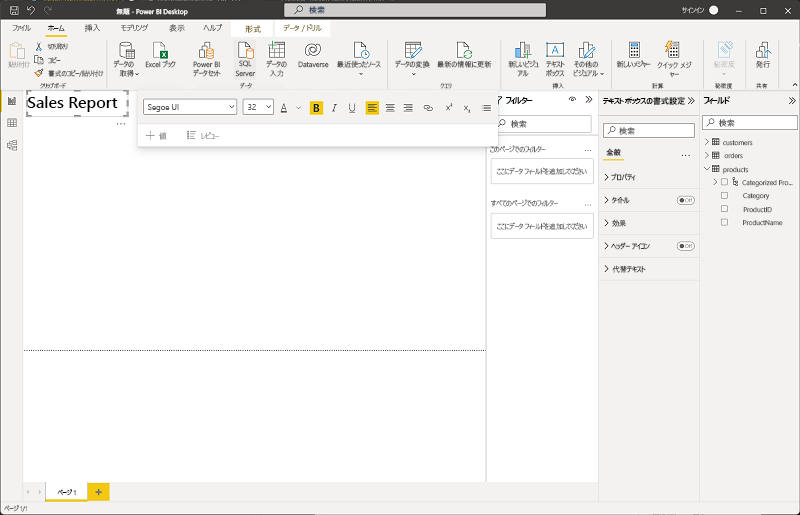 無題 - Power BI Desktop
検索
サインイン
ファイル ホーム 挿入 モデリング 表示 ヘルプ 形式 データ / ドリル
貼り付け
切り取り
コピー
書式のコピー/貼り付け
クリップボード
データの取得
Excel ブック
Power BI データセット
SQL Server
データの入力
Dataverse
最近使ったソース
データ
データの変換
最新の情報に更新
クエリ
新しいビジュアル
テキスト ボックス
その他のビジュアル
挿入
新しいメジャー
クイック メジャー
計算
秘密度
秘密度
発行
共有
Sales Report
Segoe UI
32
A
B
I
U
値
レビュー
フィルター
検索
このページでのフィルター
ここにデータ フィールドを追加してください
すべてのページでのフィルター
ここにデータ フィールドを追加してください
テキスト ボックスの書式設定
検索
全般
プロパティ
タイトル
Off
効果
ヘッダー アイコン
Off
代替テキスト
フィールド
検索
customers
orders
products
Categorized Pro...
Category
ProductID
ProductName
ページ 1
ページ 1/1